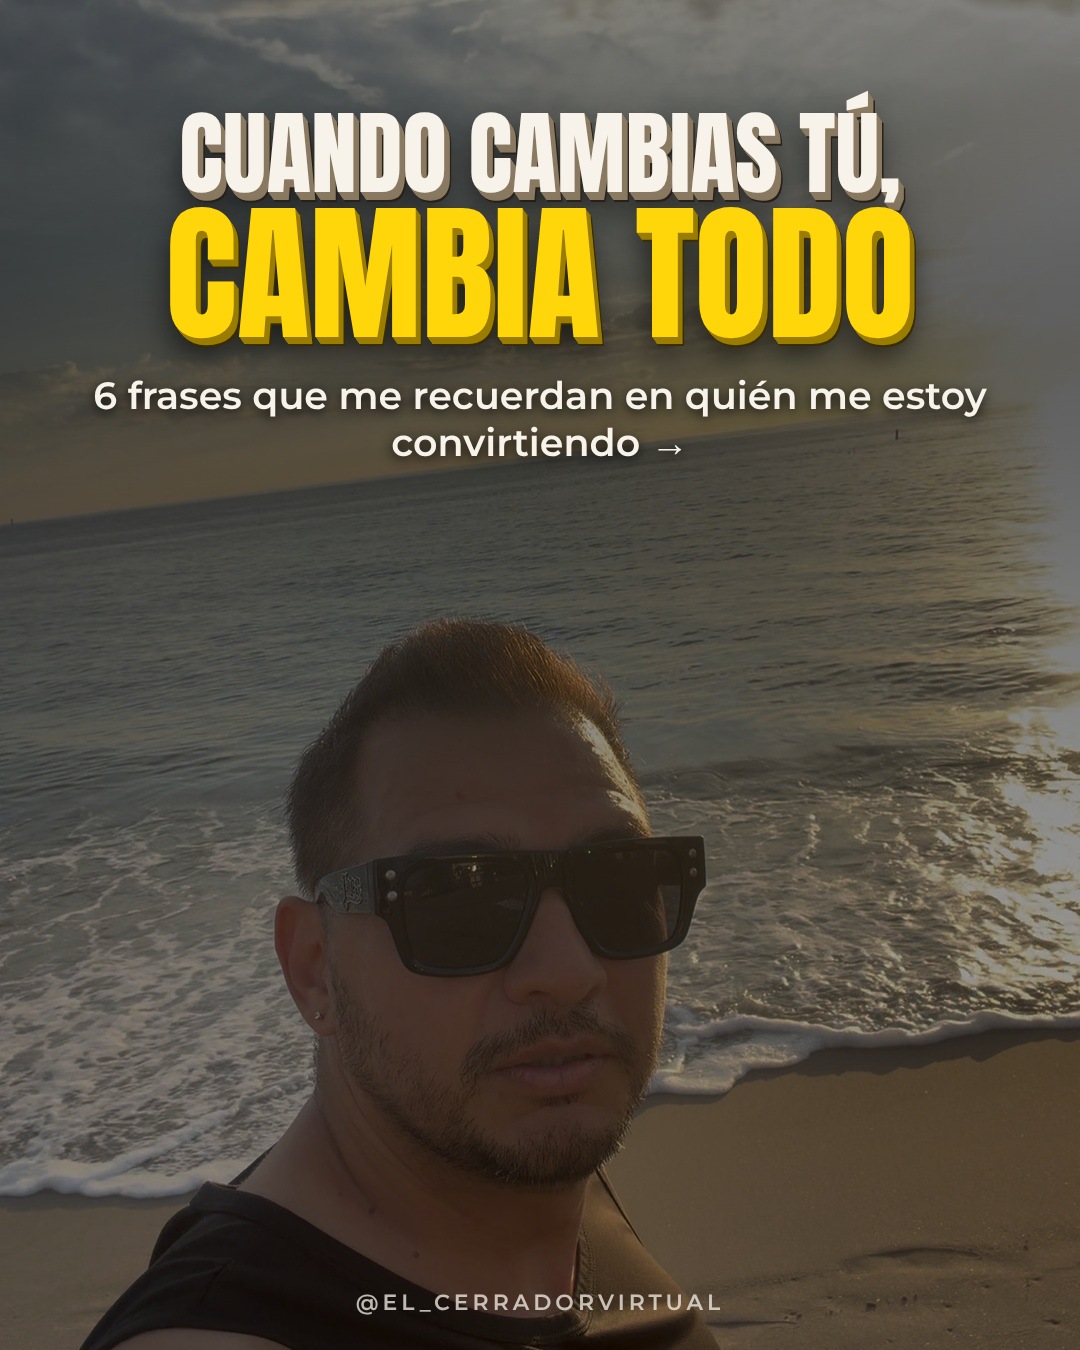 CUANDO CAMBIAS TÚ,
CAMBIA TODO
6 frases que me recuerdan en quién me estoy
convirtiendo →
@EL_CERRADORVIRTUAL